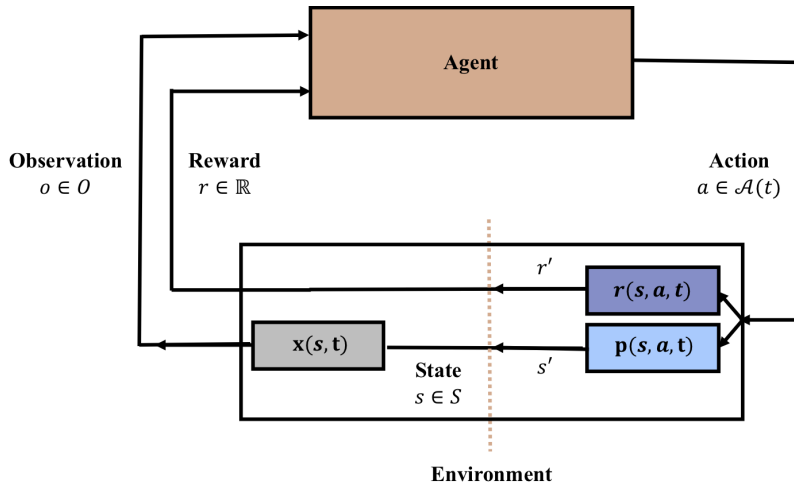 Agent
Observation
o ∈ O
Reward
r ∈ ℝ
Action
a ∈ 𝒜(t)
r′
r(s, a, t)
x(s, t)
p(s, a, t)
State
s ∈ S
s′
Environment